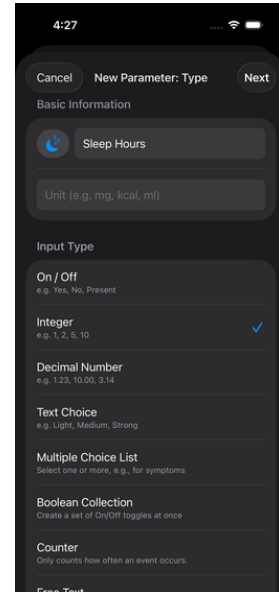 4:27
Cancel
New Parameter: Type
Next
Basic Information
Sleep Hours
Unit (e.g. mg, kcal, ml)
Input Type
On / Off
e.g. Yes, No, Present
Integer
e.g. 1, 2, 5, 10
Decimal Number
e.g. 1.23, 10.00, 3.14
Text Choice
e.g. Light, Medium, Strong
Multiple Choice List
Select one or more, e.g., for symptoms
Boolean Collection
Create a set of On/Off toggles at once
Counter
Only counts how often an event occurs.
Free Text